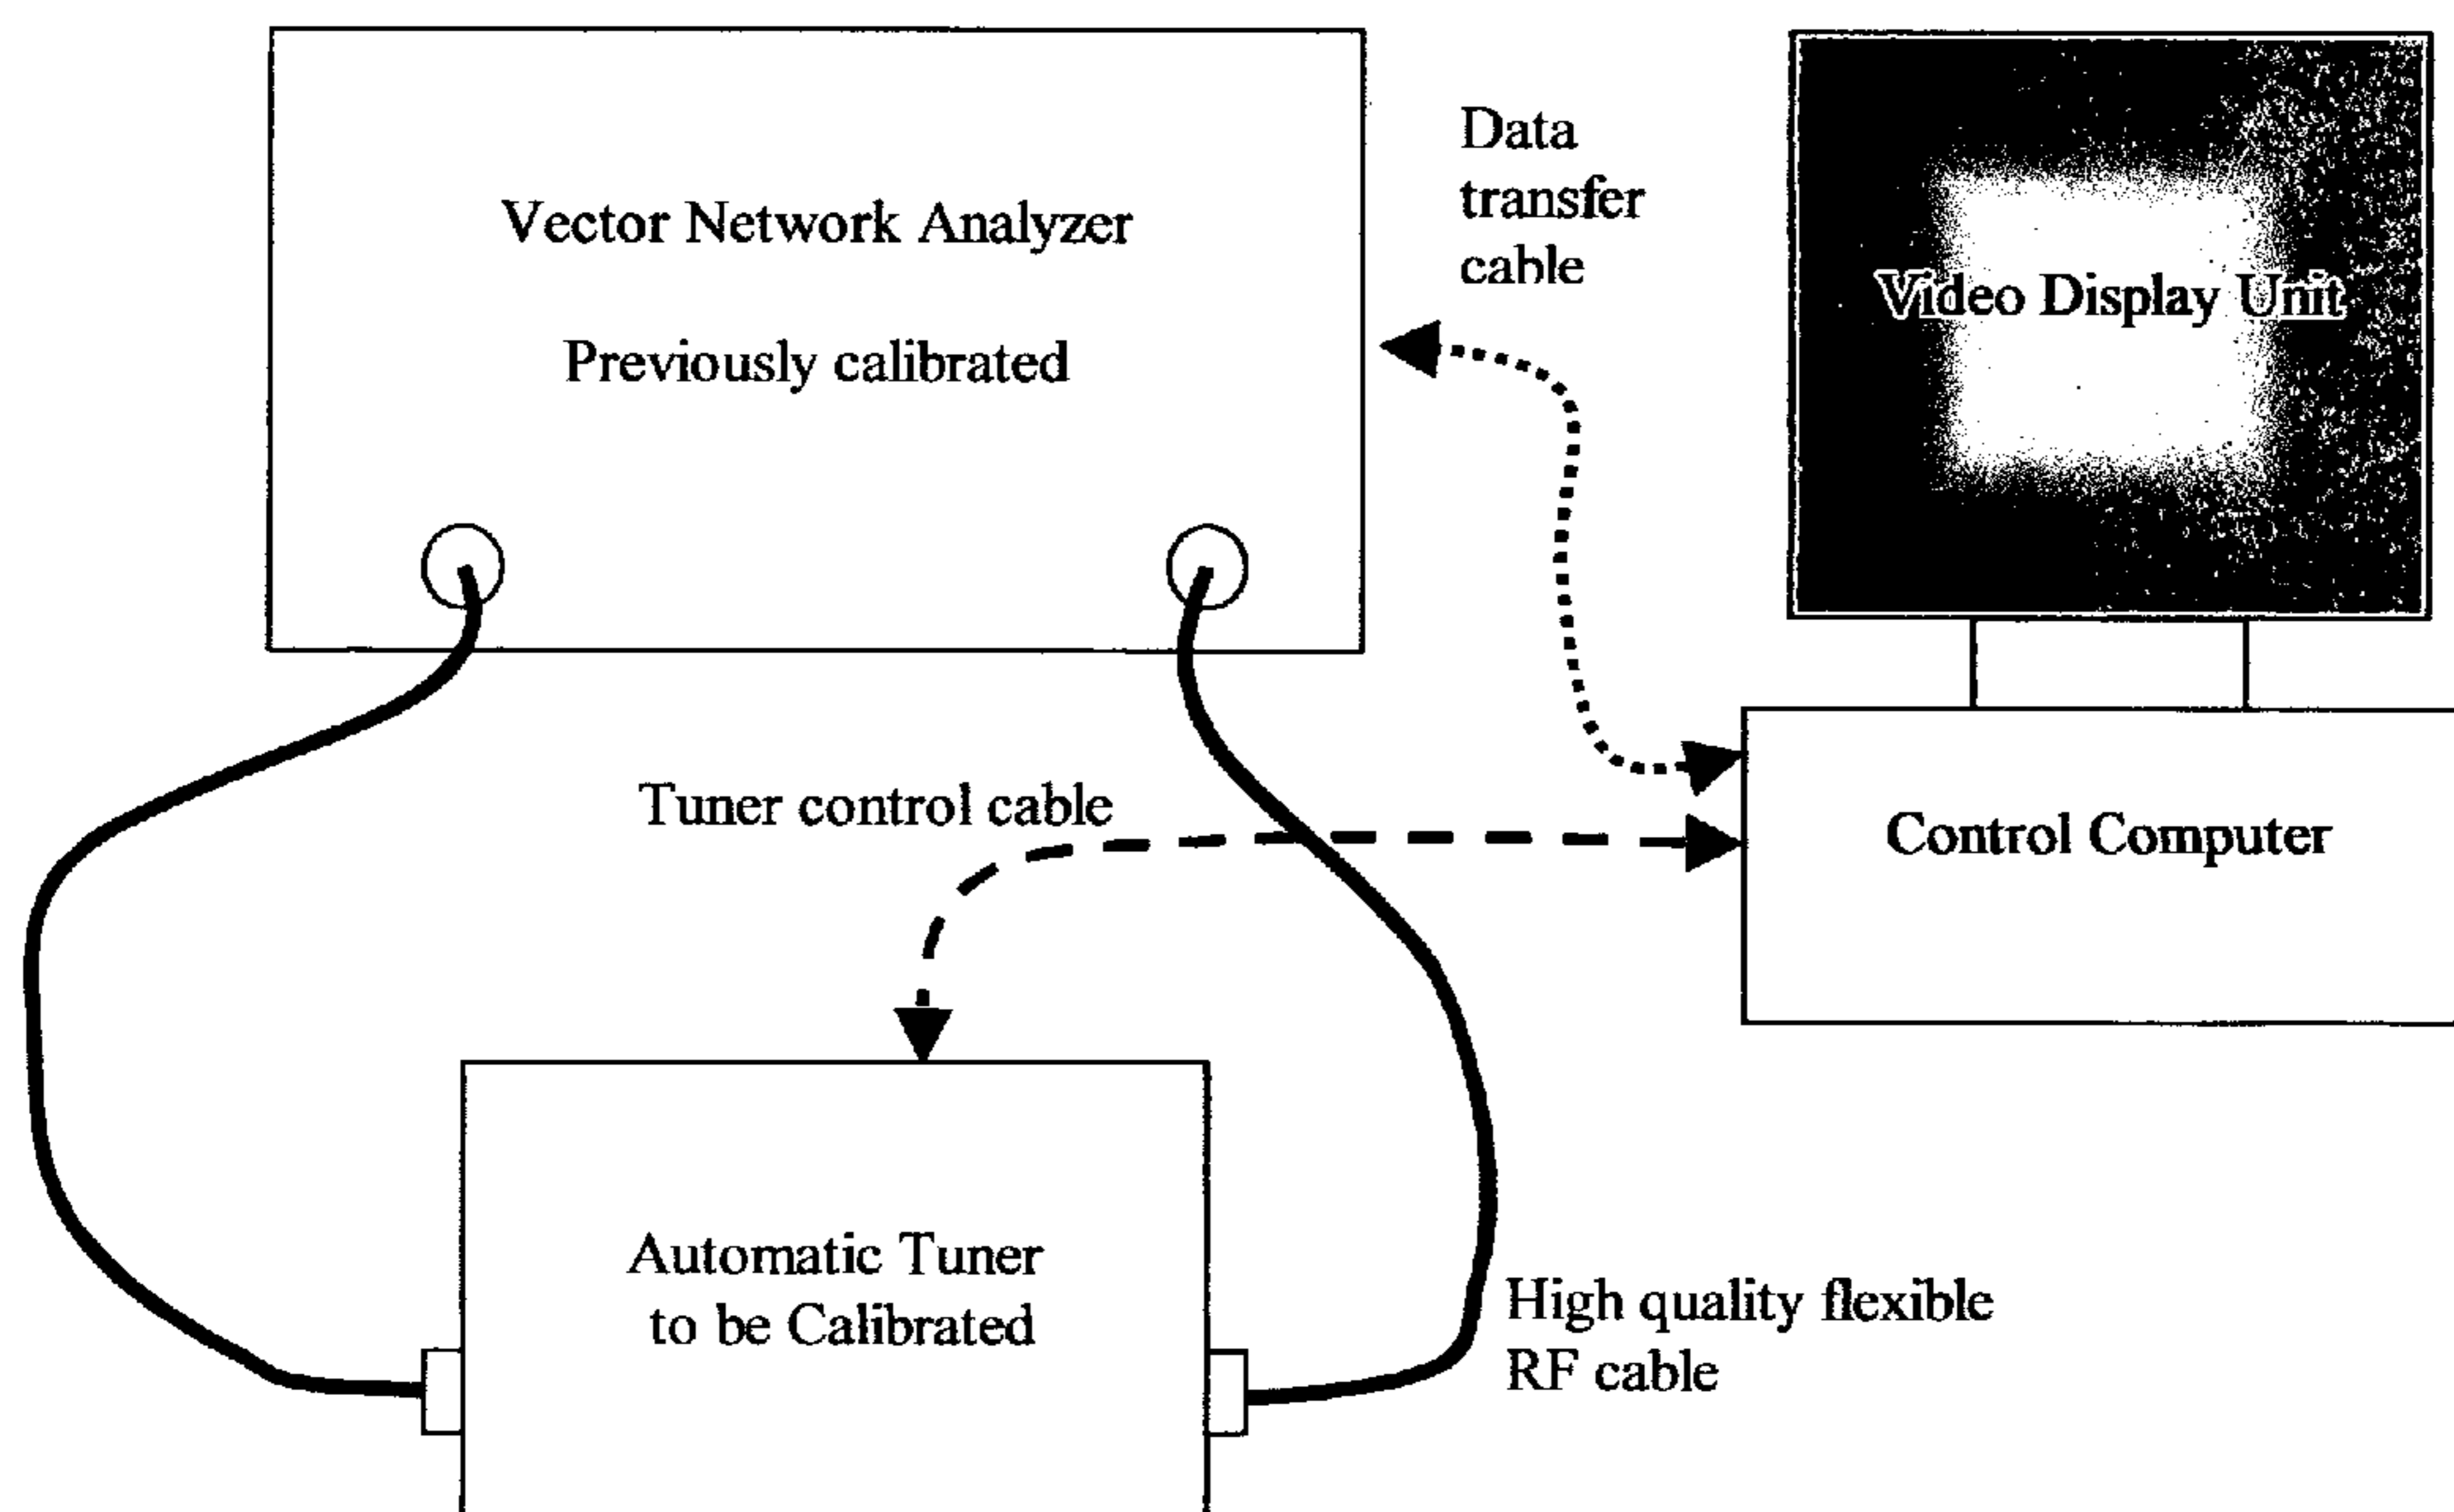 Vector Network Analyzer
Previously calibrated
Data
transfer
cable
Video Display Unit
Tuner control cable
Control Computer
Automatic Tuner
to be Calibrated
High quality flexible
RF cable